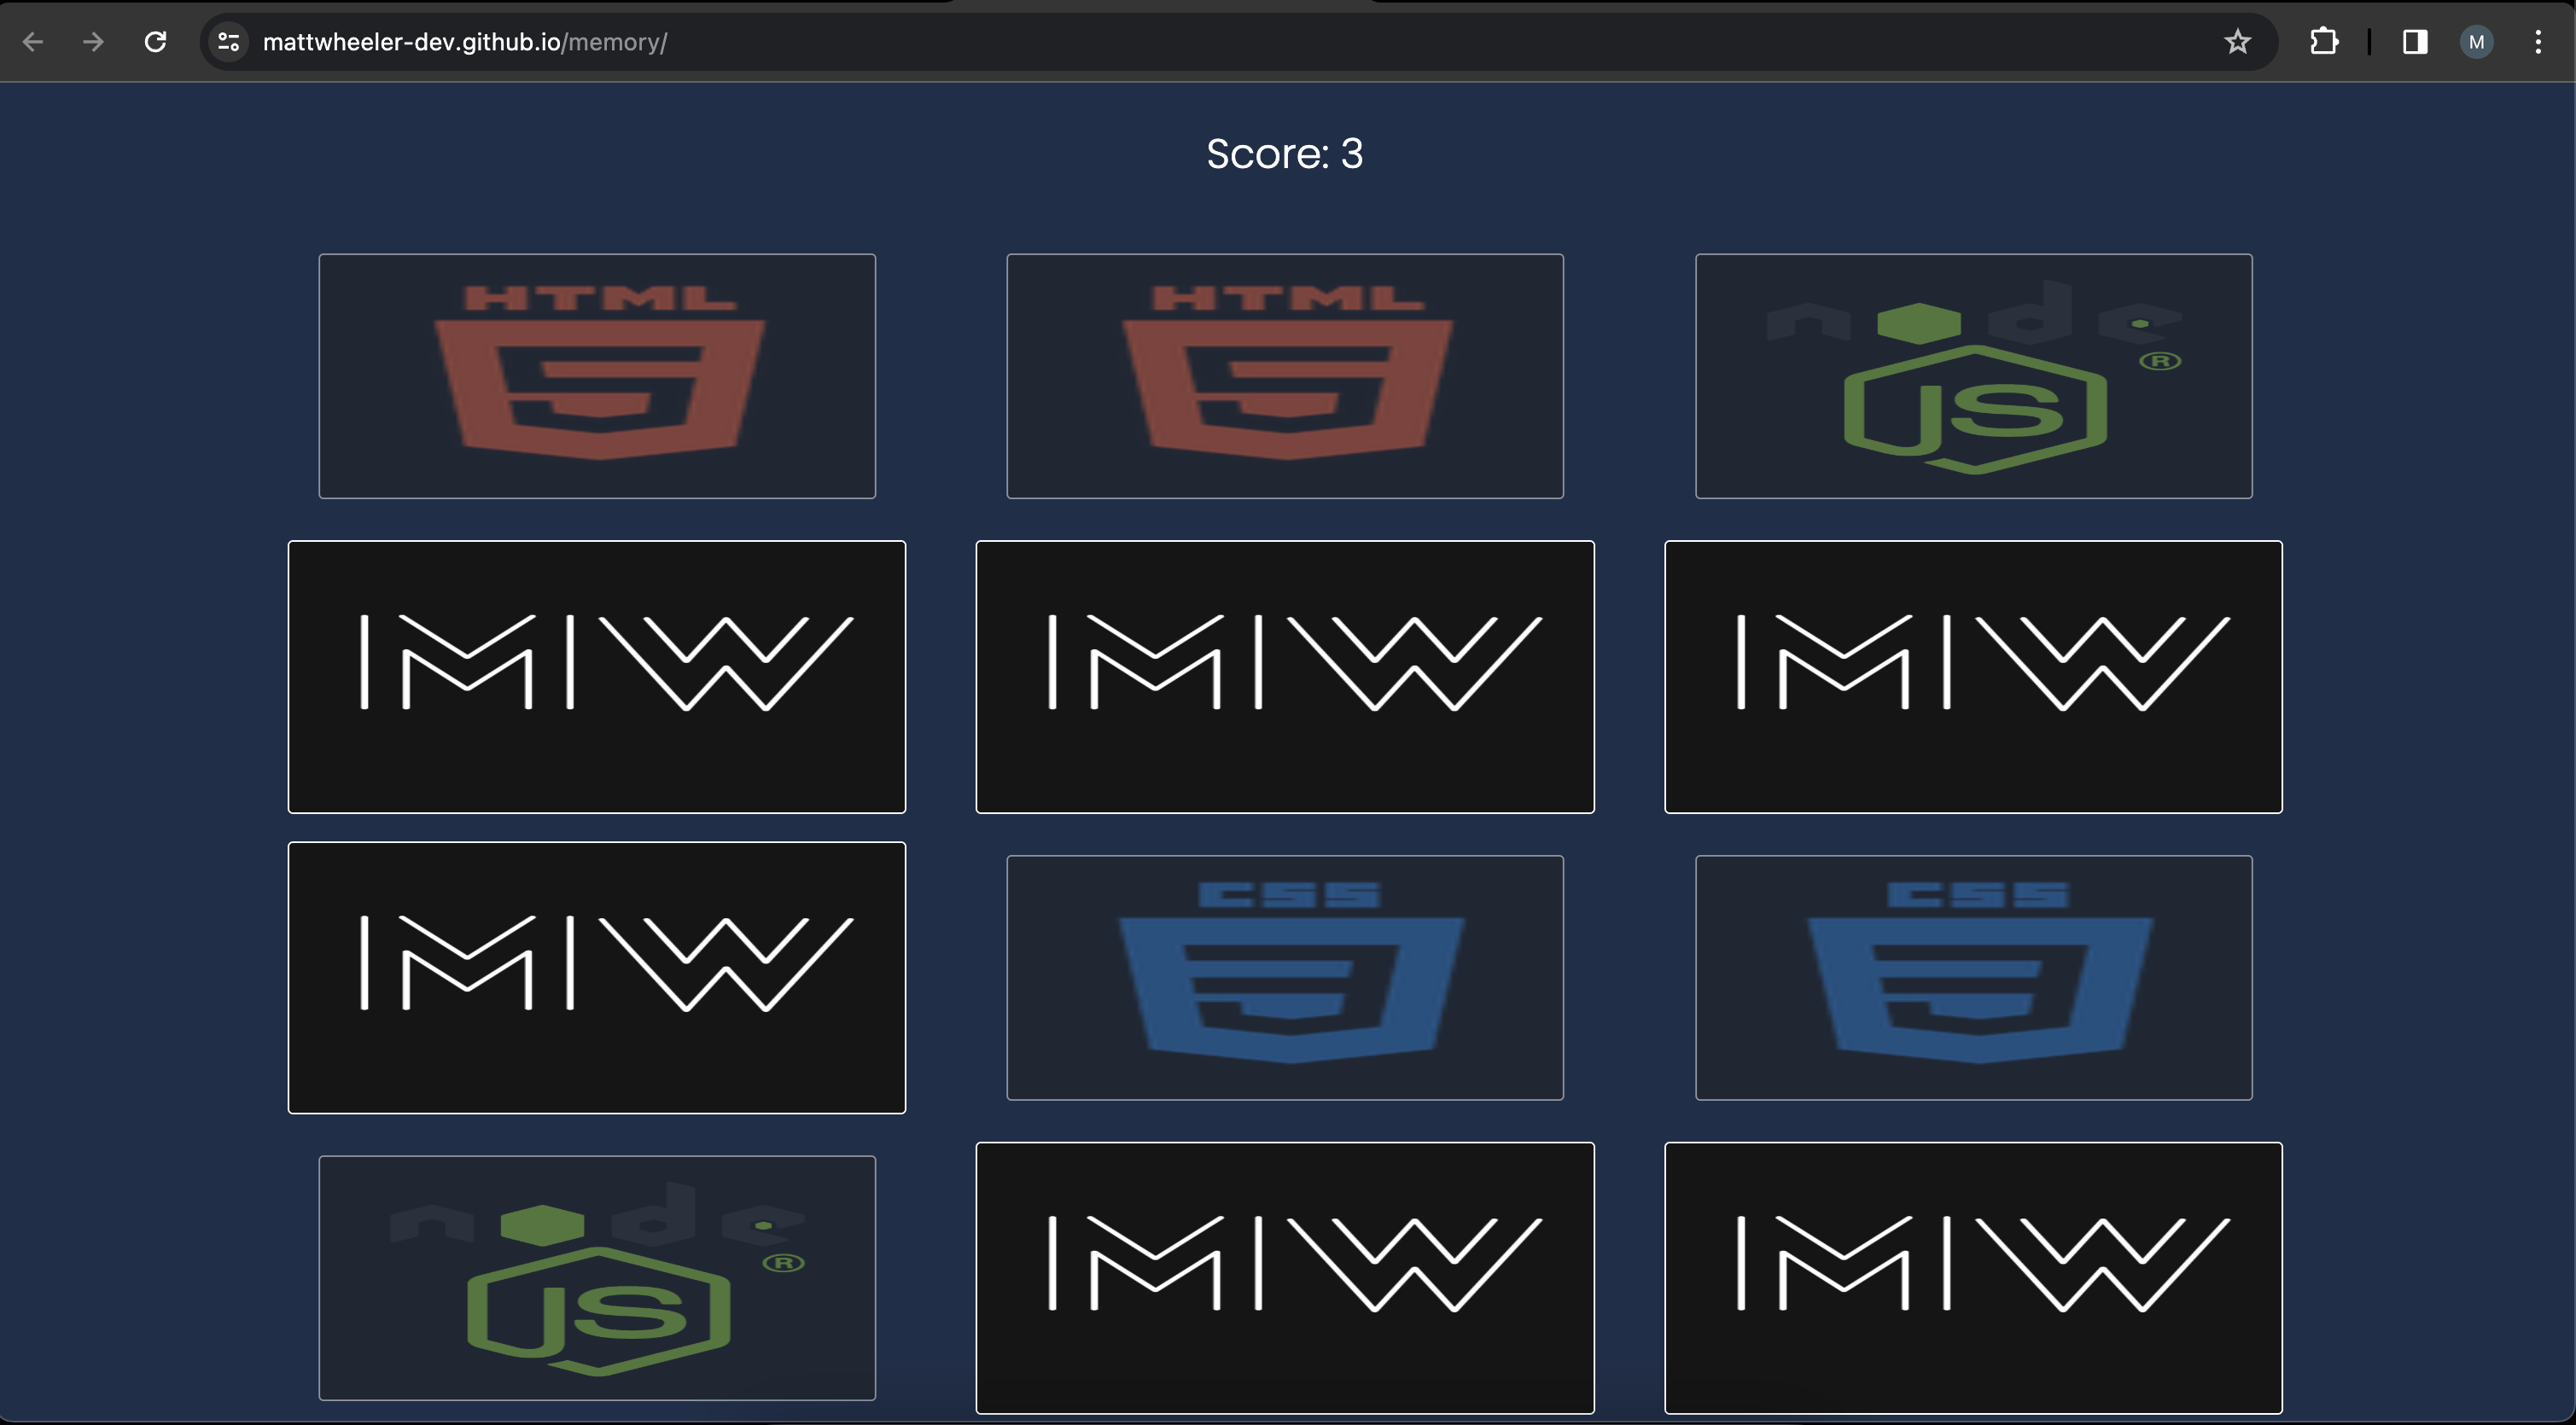 mattwheeler-dev.github.io/memory/
M
Score: 3
HTML HTML node
5 5 JS ®
MW MW MW
MW CSS CSS
3 3
node MW MW
JS ®